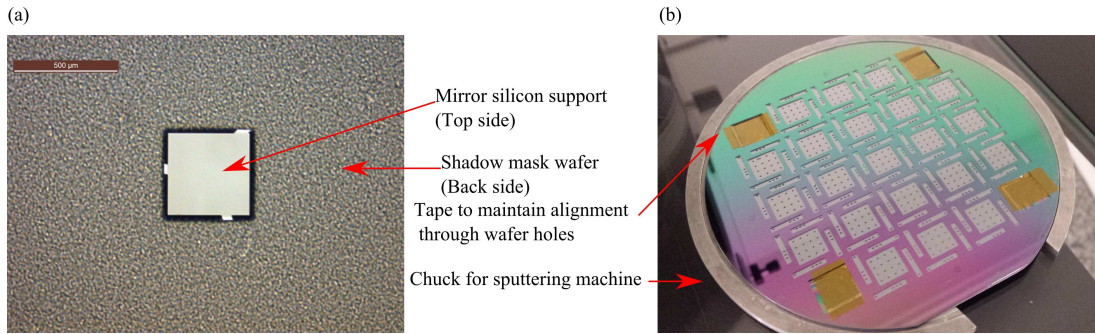 (a)
(b)
500 µm
Mirror silicon support
(Top side)
Shadow mask wafer
(Back side)
Tape to maintain alignment
through wafer holes
Chuck for sputtering machine